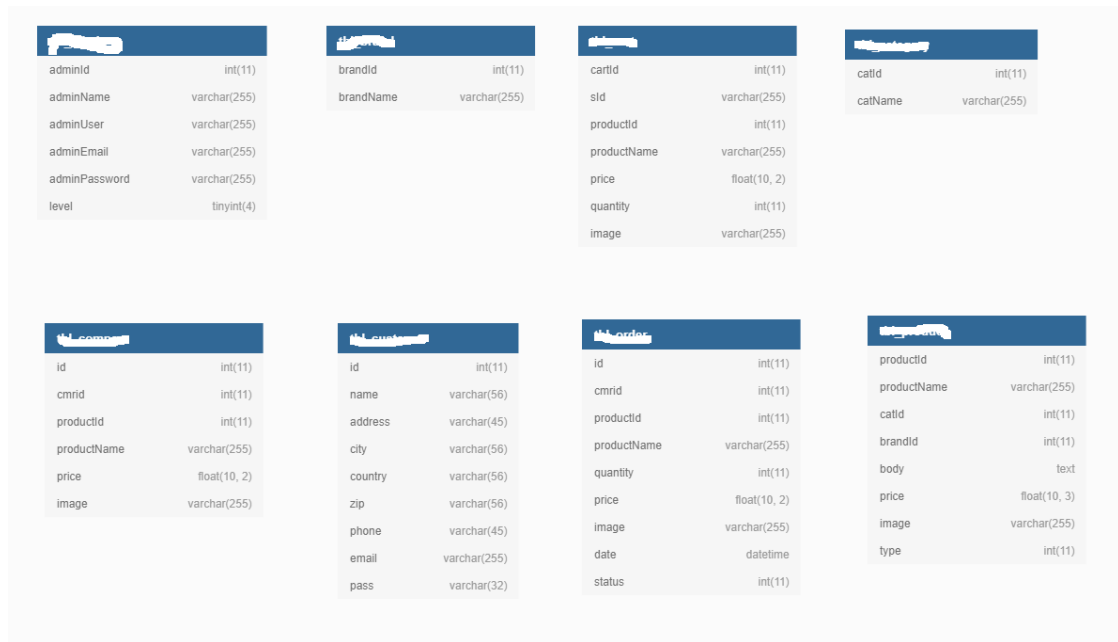 adminId int(11)
adminName varchar(255)
adminUser varchar(255)
adminEmail varchar(255)
adminPassword varchar(255)
level tinyint(4)
brandId int(11)
brandName varchar(255)
cartId int(11)
sId varchar(255)
productId int(11)
productName varchar(255)
price float(10, 2)
quantity int(11)
image varchar(255)
catId int(11)
catName varchar(255)
id int(11)
cmrid int(11)
productId int(11)
productName varchar(255)
price float(10, 2)
image varchar(255)
id int(11)
name varchar(56)
address varchar(45)
city varchar(56)
country varchar(56)
zip varchar(56)
phone varchar(45)
email varchar(255)
pass varchar(32)
tbl_order
id int(11)
cmrid int(11)
productId int(11)
productName varchar(255)
quantity int(11)
price float(10, 2)
image varchar(255)
date datetime
status int(11)
productId int(11)
productName varchar(255)
catId int(11)
brandId int(11)
body text
price float(10, 3)
image varchar(255)
type int(11)